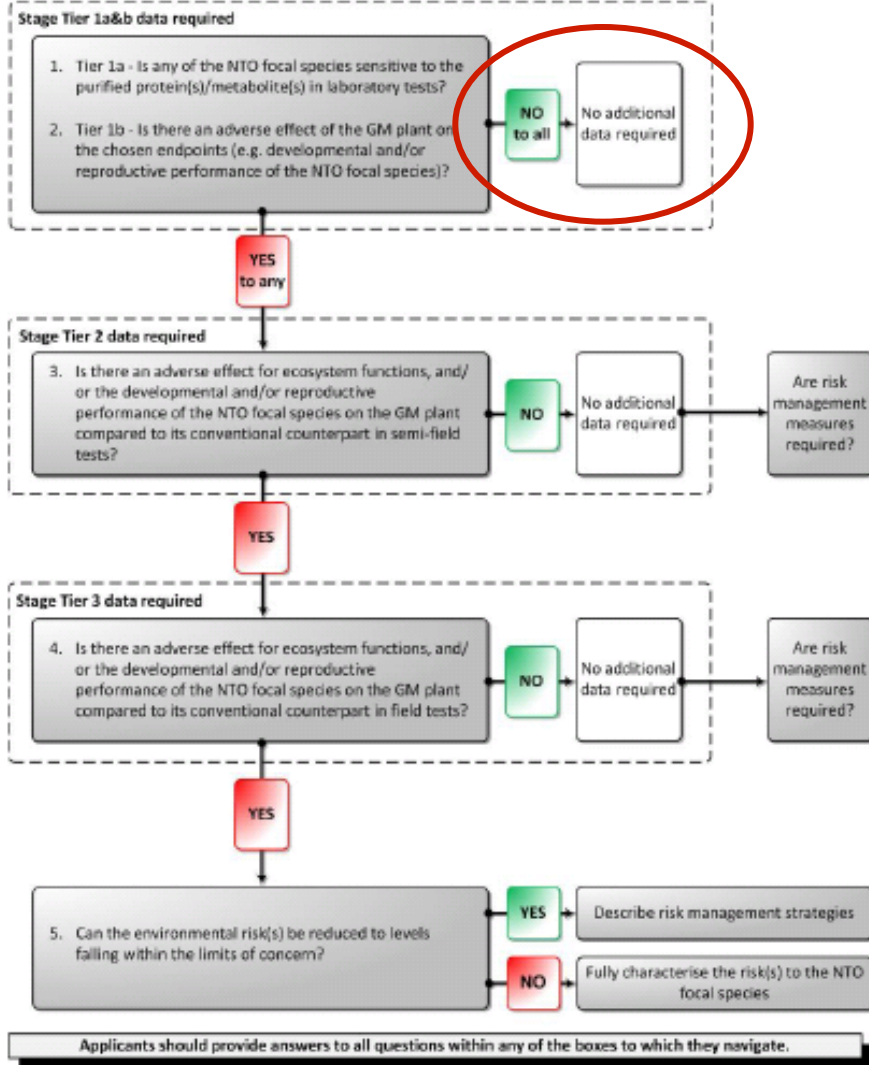 Stage Tier 1a&b data required
1. Tier 1a - Is any of the NTO focal species sensitive to the
purified protein(s)/metabolite(s) in laboratory tests?
2. Tier 1b - Is there an adverse effect of the GM plant on
the chosen endpoints (e.g. developmental and/or
reproductive performance of the NTO focal species)?
NO
to all
No additional
data required
YES
to any
Stage Tier 2 data required
3. Is there an adverse effect for ecosystem functions, and/
or the developmental and/or reproductive
performance of the NTO focal species on the GM plant
compared to its conventional counterpart in semi-field
tests?
NO
No additional
data required
Are risk
management
measures
required?
YES
Stage Tier 3 data required
4. Is there an adverse effect for ecosystem functions, and/
or the developmental and/or reproductive
performance of the NTO focal species on the GM plant
compared to its conventional counterpart in field tests?
NO
No additional
data required
Are risk
management
measures
required?
YES
5. Can the environmental risk(s) be reduced to levels
falling within the limits of concern?
YES
Describe risk management strategies
NO
Fully characterise the risk(s) to the NTO
focal species
Applicants should provide answers to all questions within any of the boxes to which they navigate.